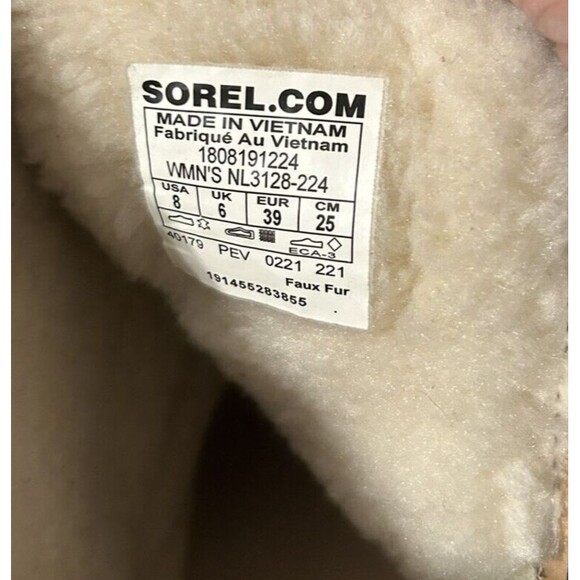 SOREL.COM
MADE IN VIETNAM
Fabriqué Au Vietnam
1808191224
WMN'S NL3128-224
USA UK EUR CM
8 6 39 25
ECA-3
40179 PEV 0221 221
Faux Fur
191455283855